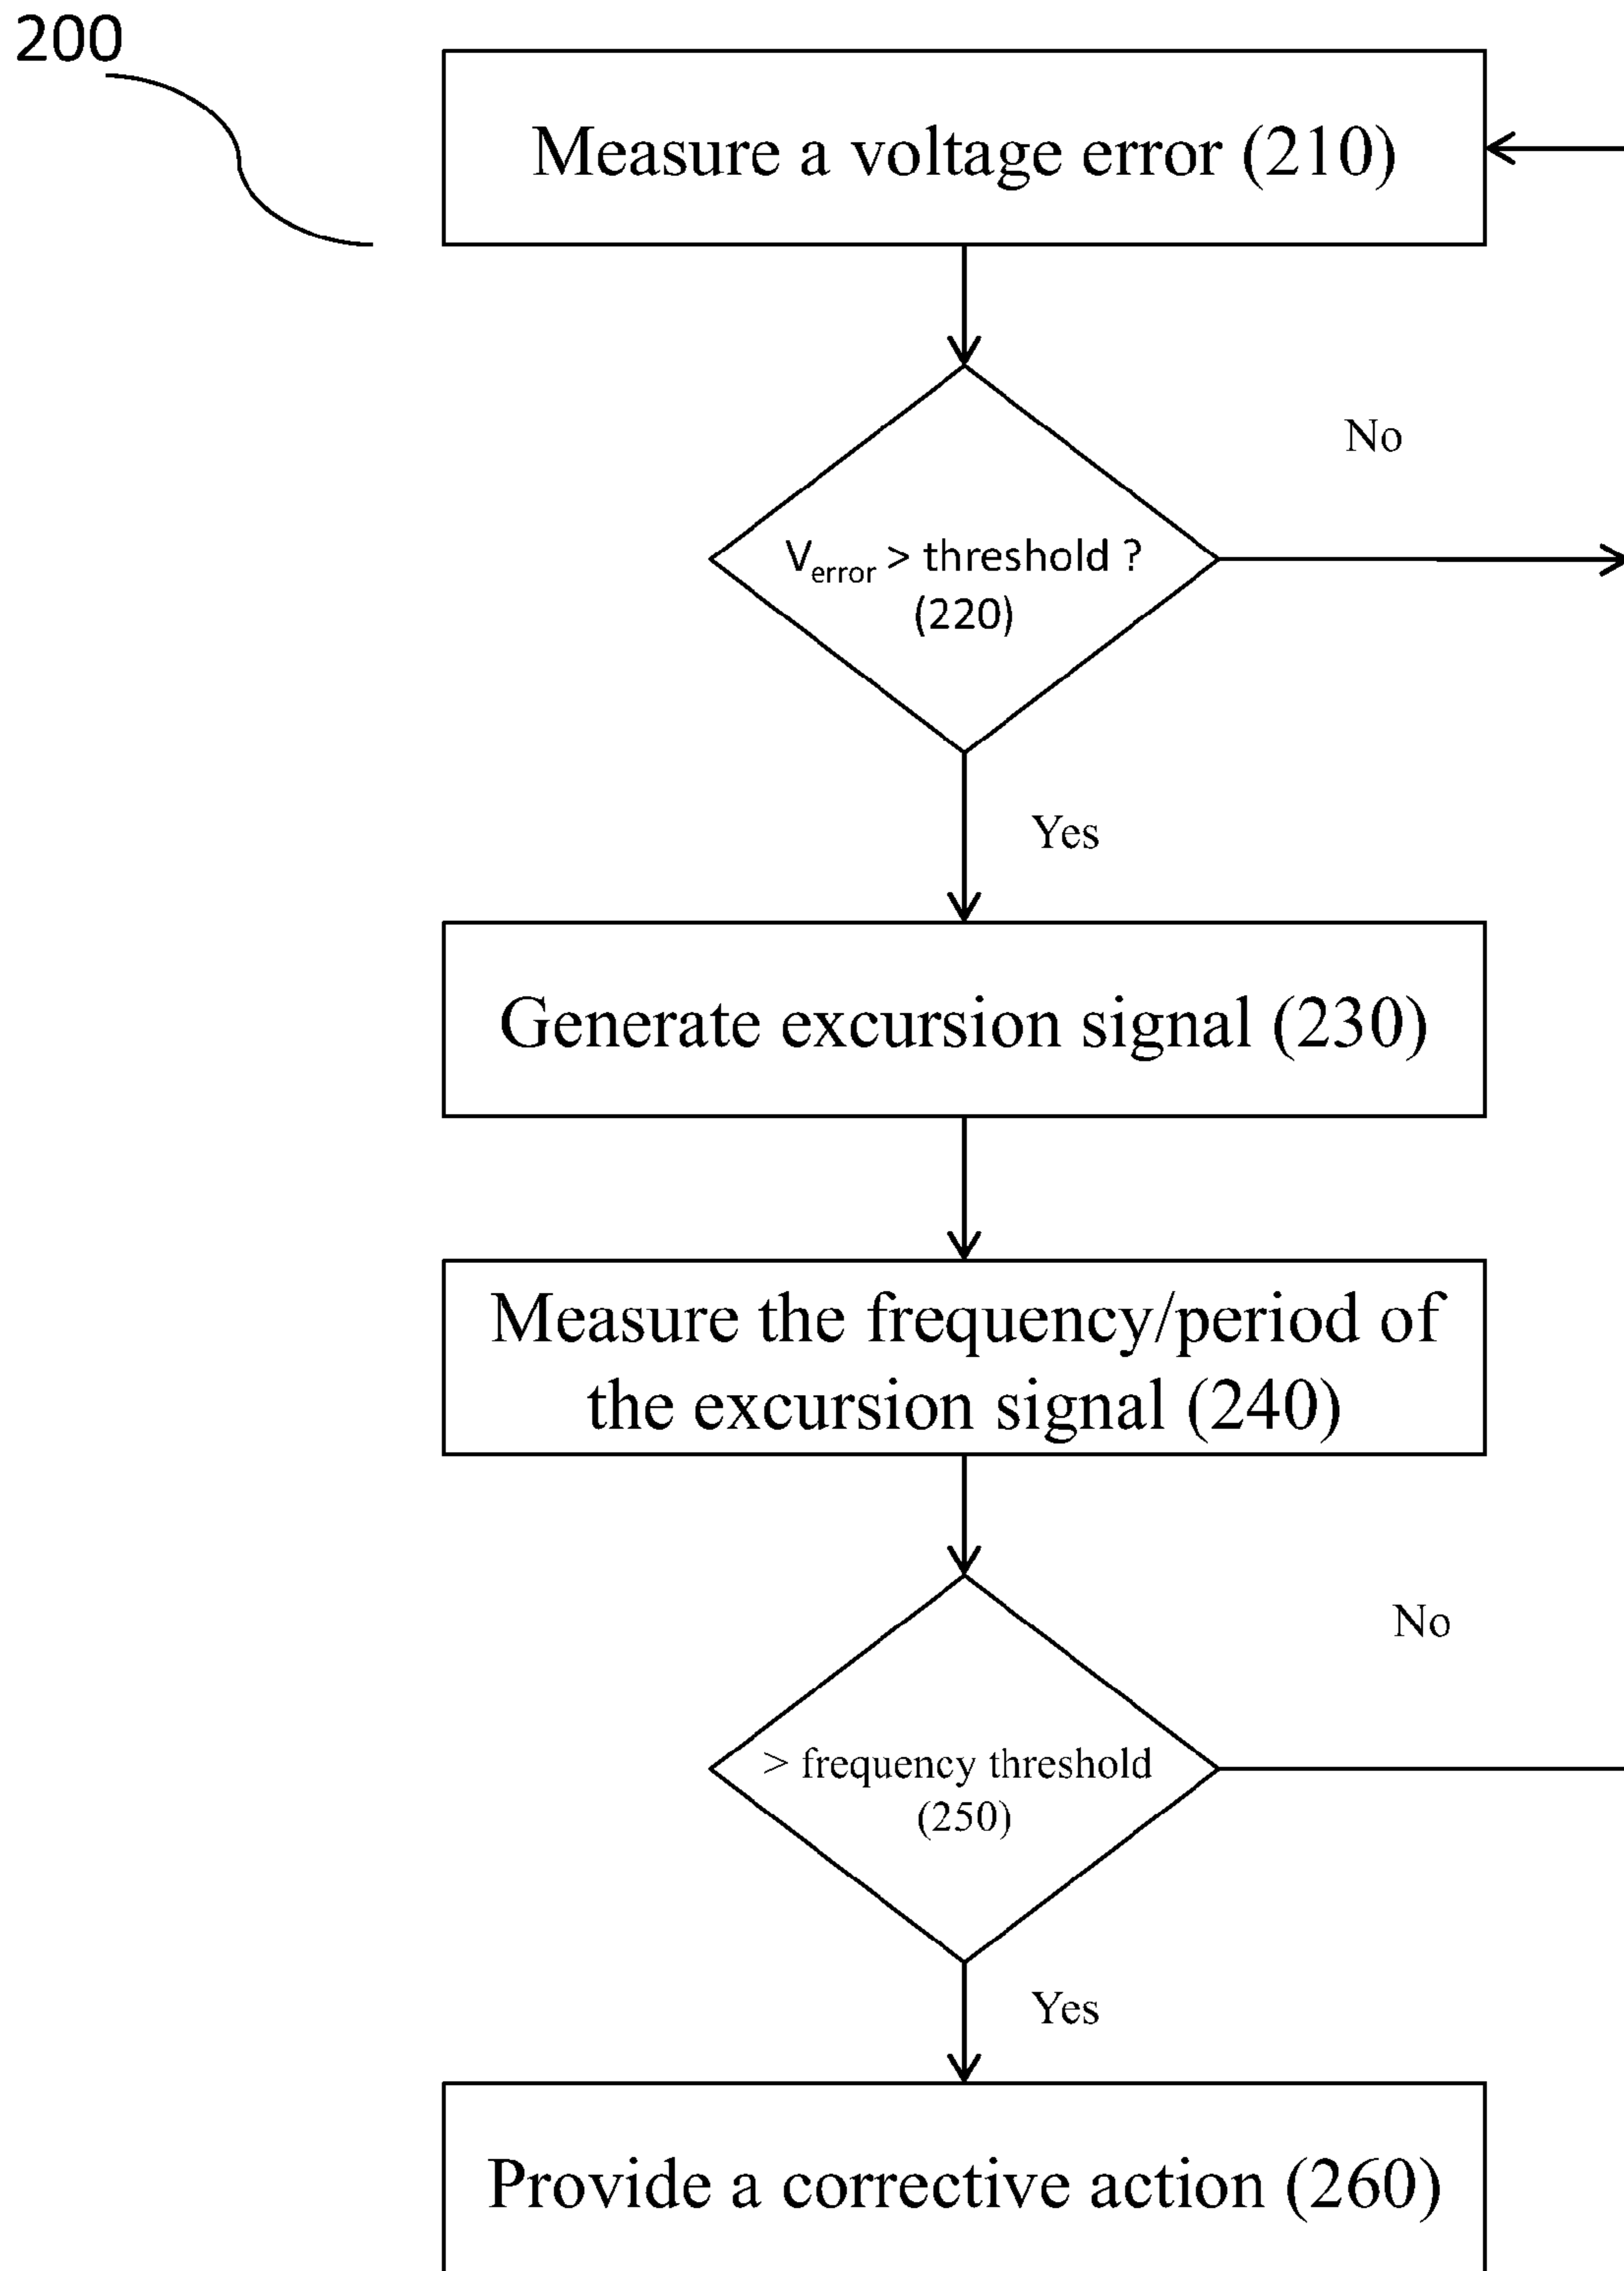 200
Measure a voltage error (210)
No
Verror > threshold ?
(220)
Yes
Generate excursion signal (230)
Measure the frequency/period of
the excursion signal (240)
No
> frequency threshold
(250)
Yes
Provide a corrective action (260)